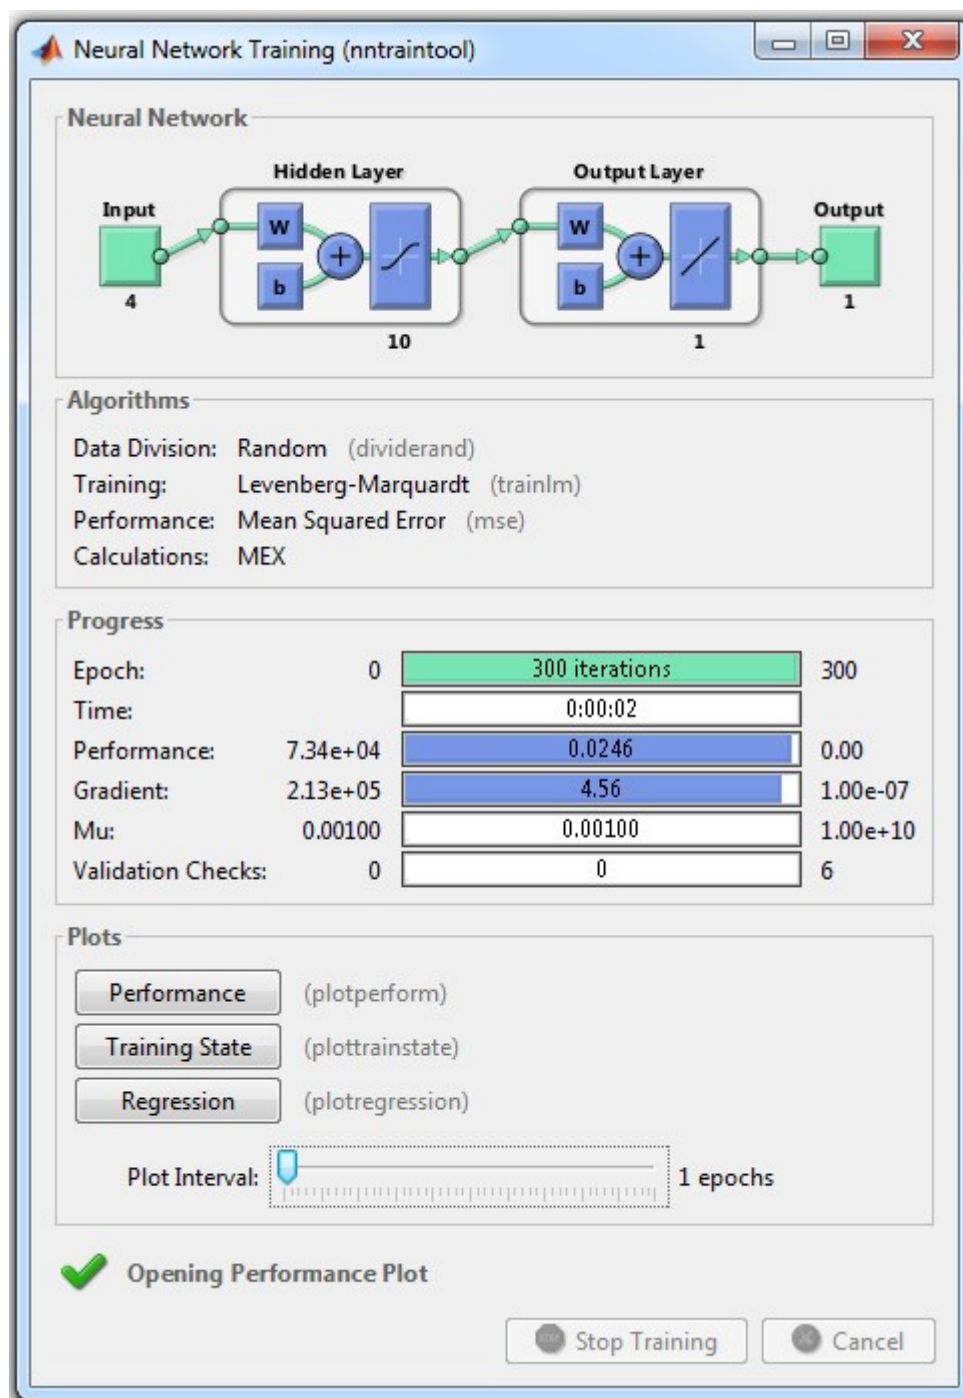 Neural Network Training (nntraintool)
Neural Network
Hidden Layer Output Layer
Input Output
W W
b b
4 1
10 1
Algorithms
Data Division: Random (dividerand)
Training: Levenberg-Marquardt (trainlm)
Performance: Mean Squared Error (mse)
Calculations: MEX
Progress
Epoch: 0 300 iterations 300
Time: 0:00:02
Performance: 7.34e+04 0.0246 0.00
Gradient: 2.13e+05 4.56 1.00e-07
Mu: 0.00100 0.00100 1.00e+10
Validation Checks: 0 0 6
Plots
Performance (plotperform)
Training State (plottrainstate)
Regression (plotregression)
Plot Interval: 1 epochs
Opening Performance Plot
Stop Training Cancel